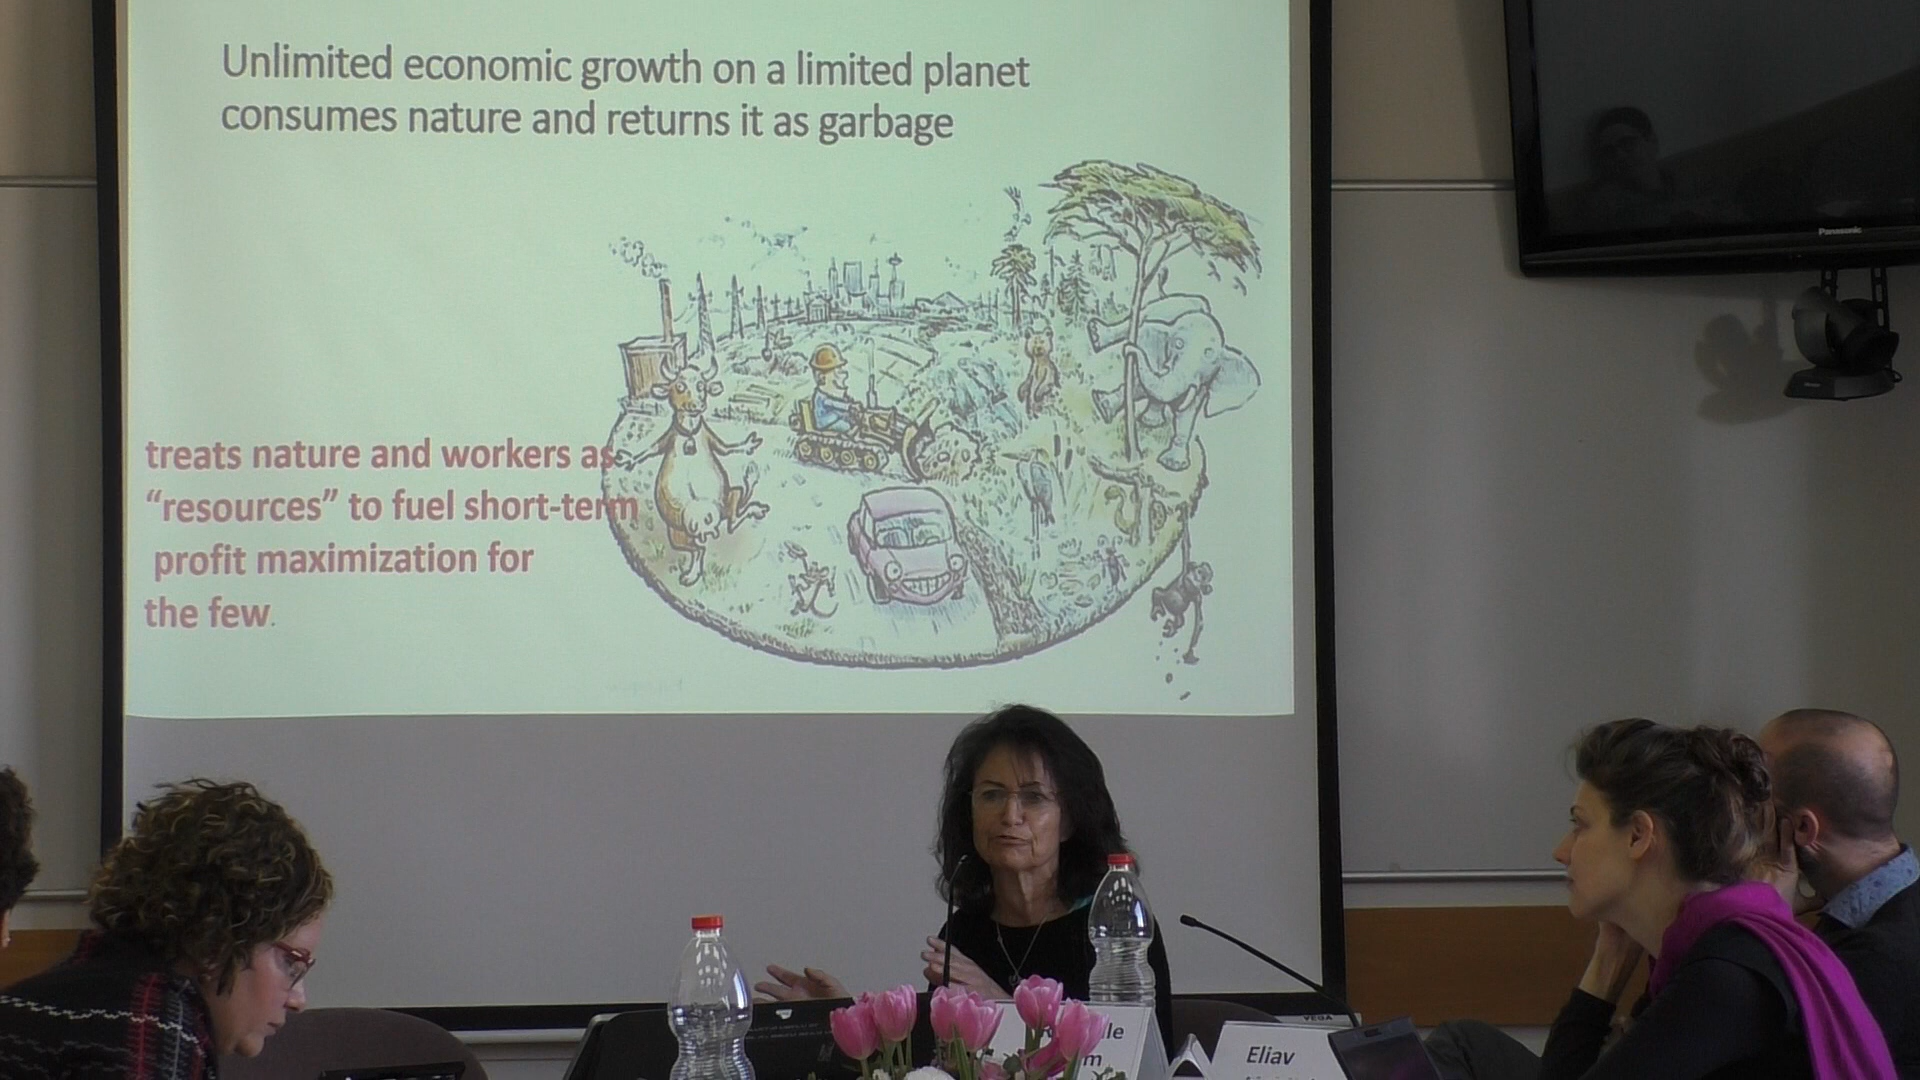 Unlimited economic growth on a limited planet
consumes nature and returns it as garbage
treats nature and workers as
“resources” to fuel short-term
profit maximization for
the few.
Panasonic
VEGA
Eliav